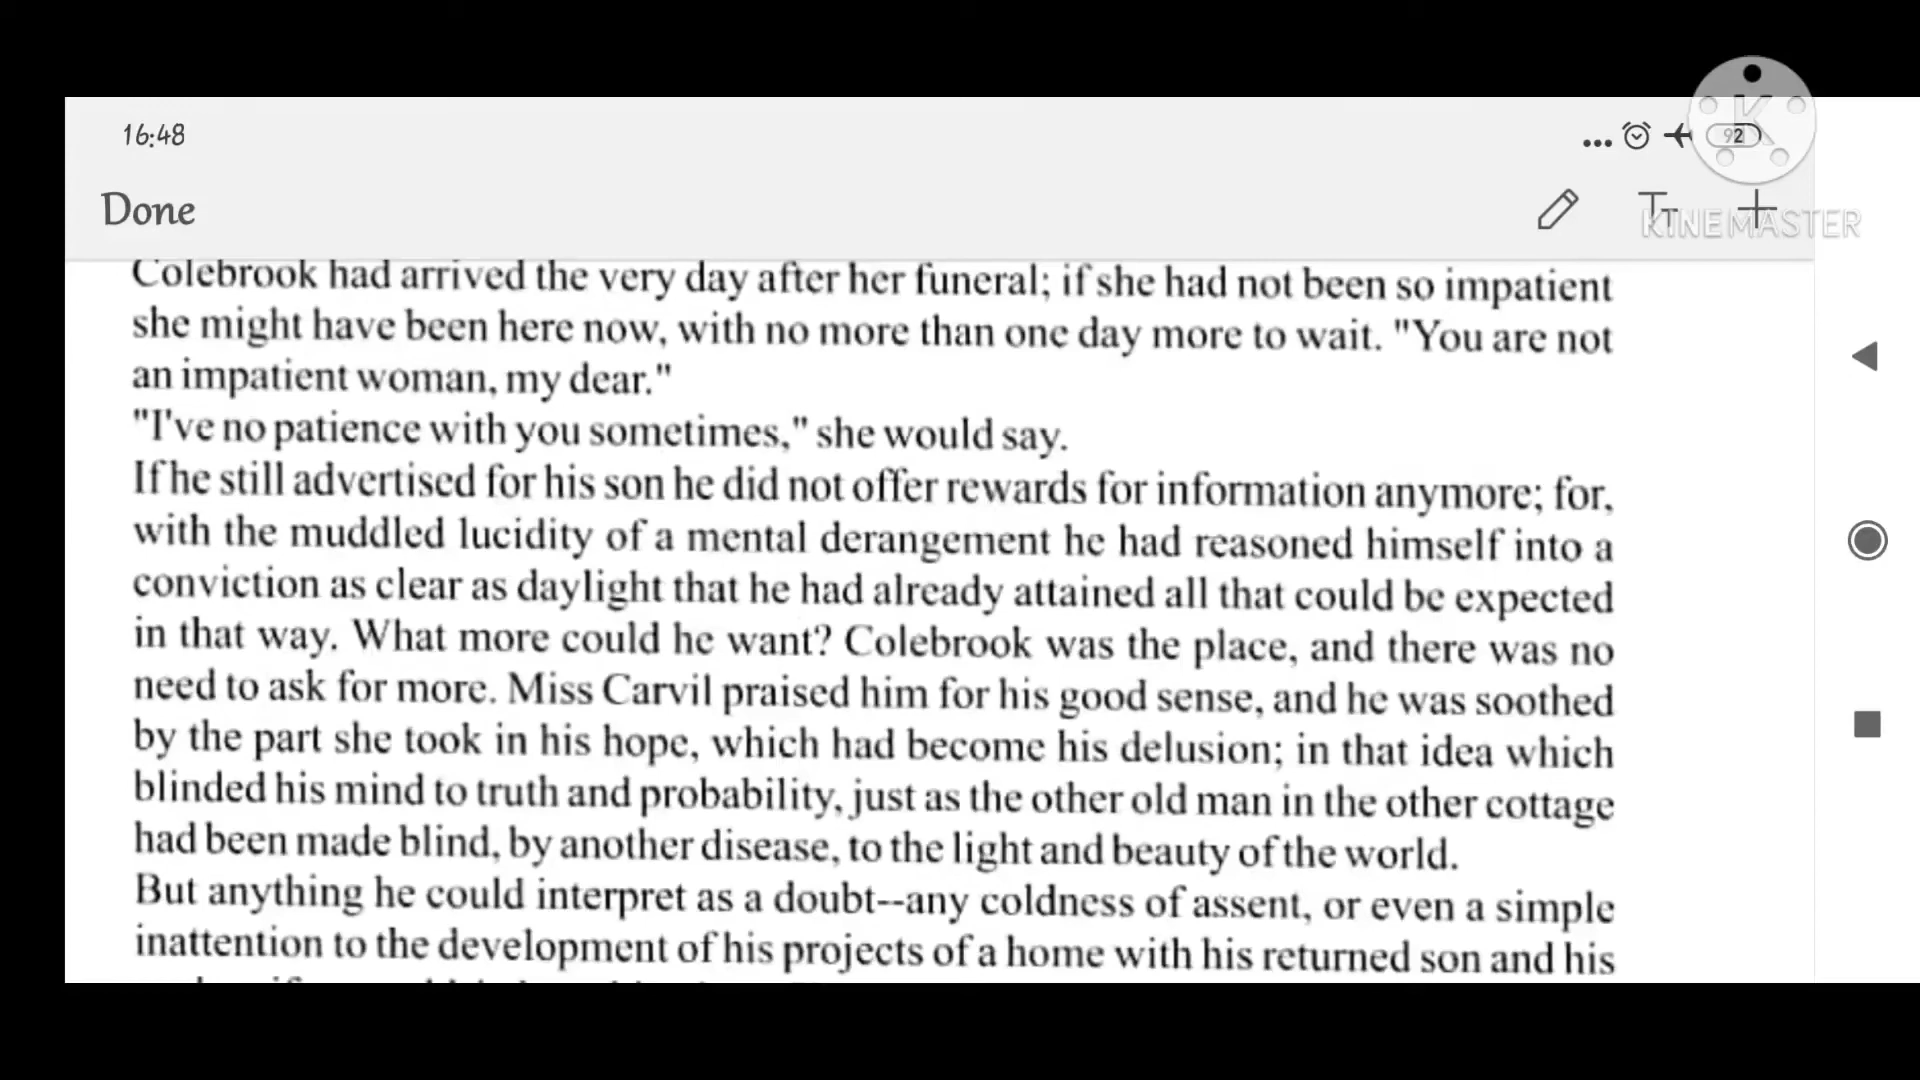 16:48
92
Done
KINEMASTER
Colebrook had arrived the very day after her funeral; if she had not been so impatient
she might have been here now, with no more than one day more to wait. "You are not
an impatient woman, my dear."
"I've no patience with you sometimes," she would say.
If he still advertised for his son he did not offer rewards for information anymore; for,
with the muddled lucidity of a mental derangement he had reasoned himself into a
conviction as clear as daylight that he had already attained all that could be expected
in that way. What more could he want? Colebrook was the place, and there was no
need to ask for more. Miss Carvil praised him for his good sense, and he was soothed
by the part she took in his hope, which had become his delusion; in that idea which
blinded his mind to truth and probability, just as the other old man in the other cottage
had been made blind, by another disease, to the light and beauty of the world.
But anything he could interpret as a doubt--any coldness of assent, or even a simple
inattention to the development of his projects of a home with his returned son and his